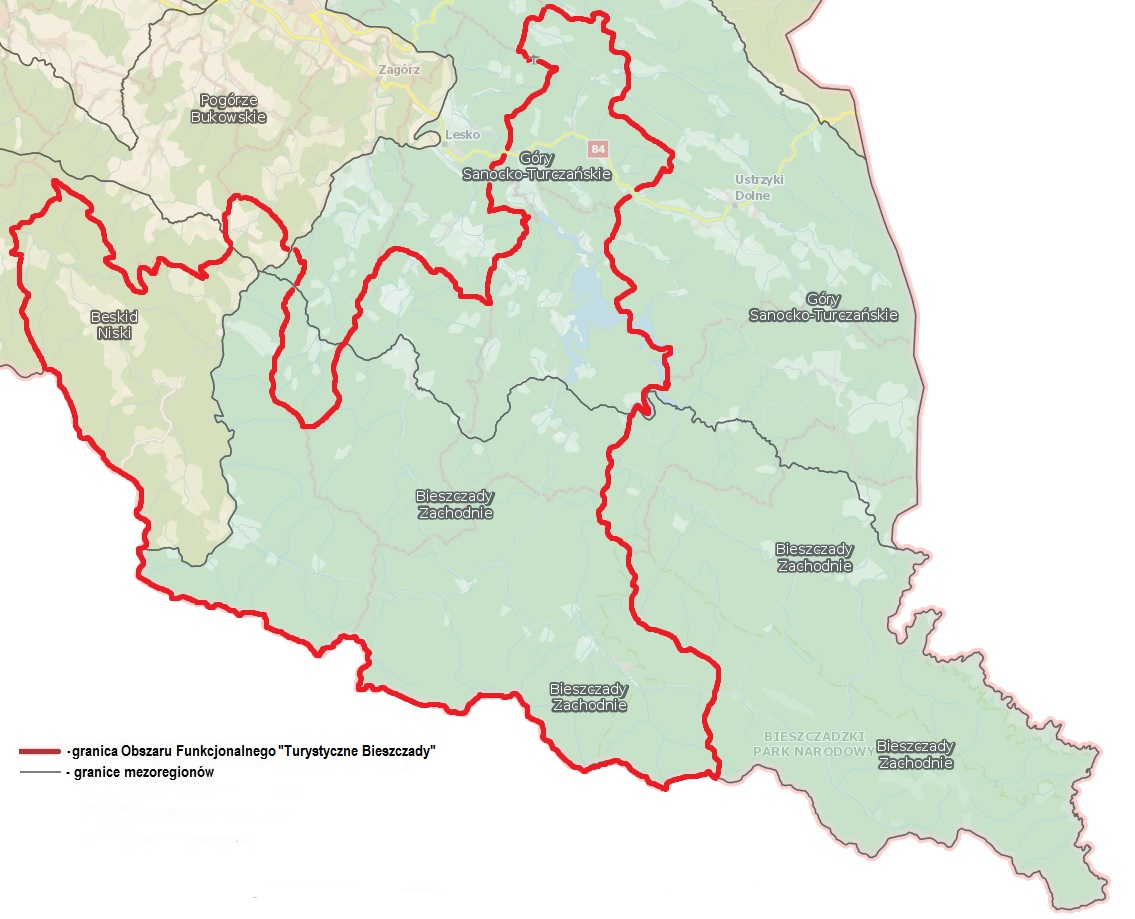 Zagórz
Pogórze
Bukowskie
Lesko
84
Góry
Sanocko-Turczańskie
Ustrzyki
Dolne
Beskid
Niski
Góry
Sanocko-Turczańskie
Bieszczady
Zachodnie
Bieszczady
Zachodnie
Bieszczady
Zachodnie
BIESZCZADZKI
PARK NARODOWY
Bieszczady
Zachodnie
-granica Obszaru Funkcjonalnego "Turystyczne Bieszczady"
- granice mezoregionów